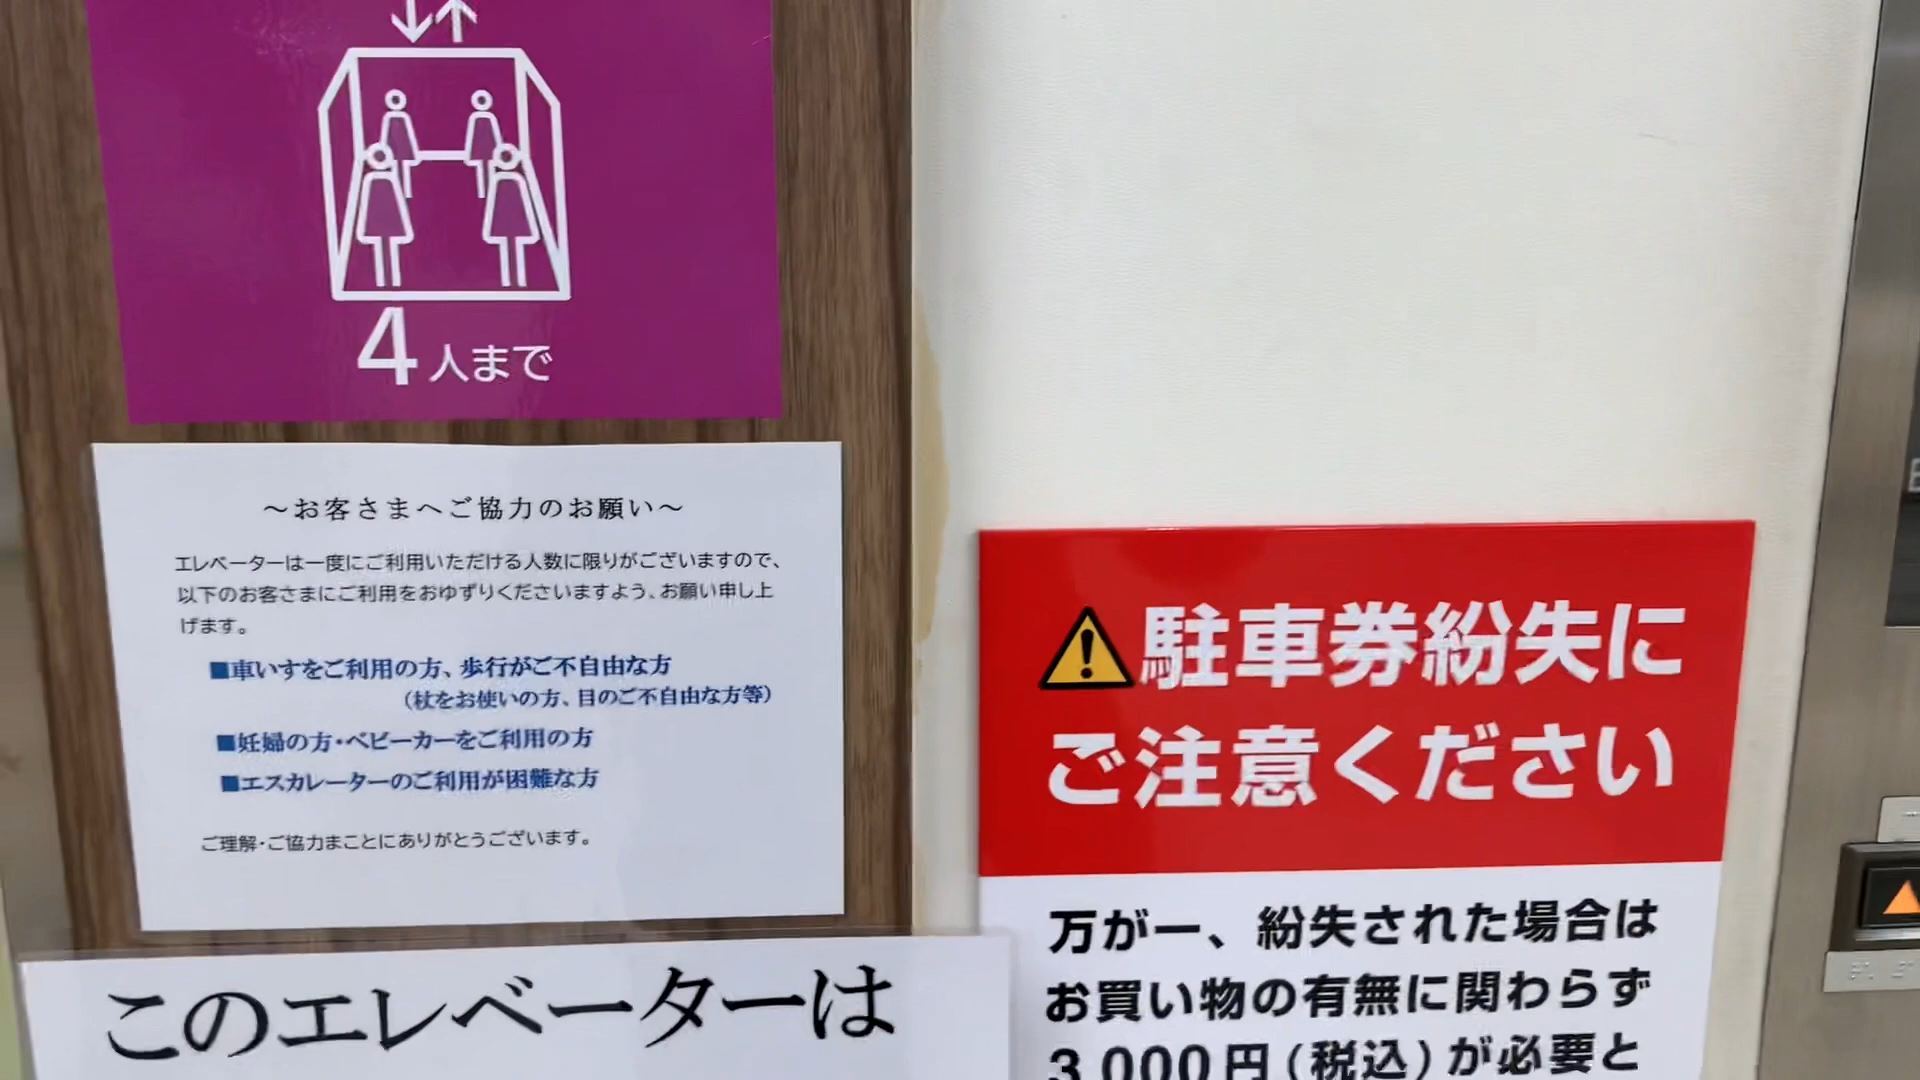 4人まで
～お客さまへご協力のお願い～
エレベーターは一度にご利用いただける人数に限りがございますので、
以下のお客さまにご利用をおゆずりくださいますよう、お願い申し上
げます。
■車いすをご利用の方、歩行がご不自由な方
（杖をお使いの方、目のご不自由な方等）
■妊婦の方・ベビーカーをご利用の方
■エスカレーターのご利用が困難な方
ご理解・ご協力まことにありがとうございます。
このエレベーターは
駐車券紛失に
ご注意ください
万が一、紛失された場合は
お買い物の有無に関わらず
3,000円（税込）が必要と